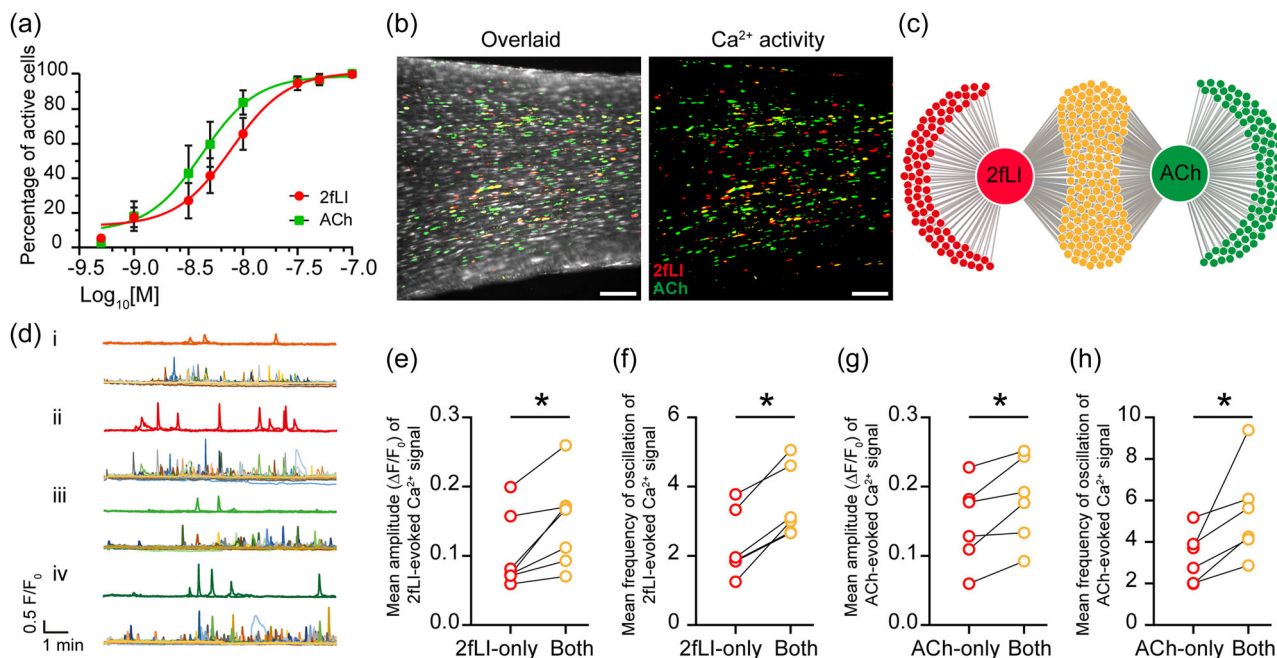 (a)
100
80
60
40
20
0
Percentage of active cells
2fLI
ACh
-9.5 -9.0 -8.5 -8.0 -7.5 -7.0
Log10[M]
(b)
Overlaid
Ca2+ activity
2fLI
ACh
(c)
2fLI
ACh
(d)
i
ii
iii
iv
0.5 F/F0
1 min
(e)
*
0.3
0.2
0.1
0.0
Mean amplitude (ΔF/F0) of
2fLI-evoked Ca2+ signal
2fLI-only Both
(f)
*
6
4
2
0
Mean frequency of oscillation of
2fLI-evoked Ca2+ signal
2fLI-only Both
(g)
*
0.3
0.2
0.1
0.0
Mean amplitude (ΔF/F0) of
ACh-evoked Ca2+ signal
ACh-only Both
(h)
*
10
8
6
4
2
0
Mean frequency of oscillation of
ACh-evoked Ca2+ signal
ACh-only Both